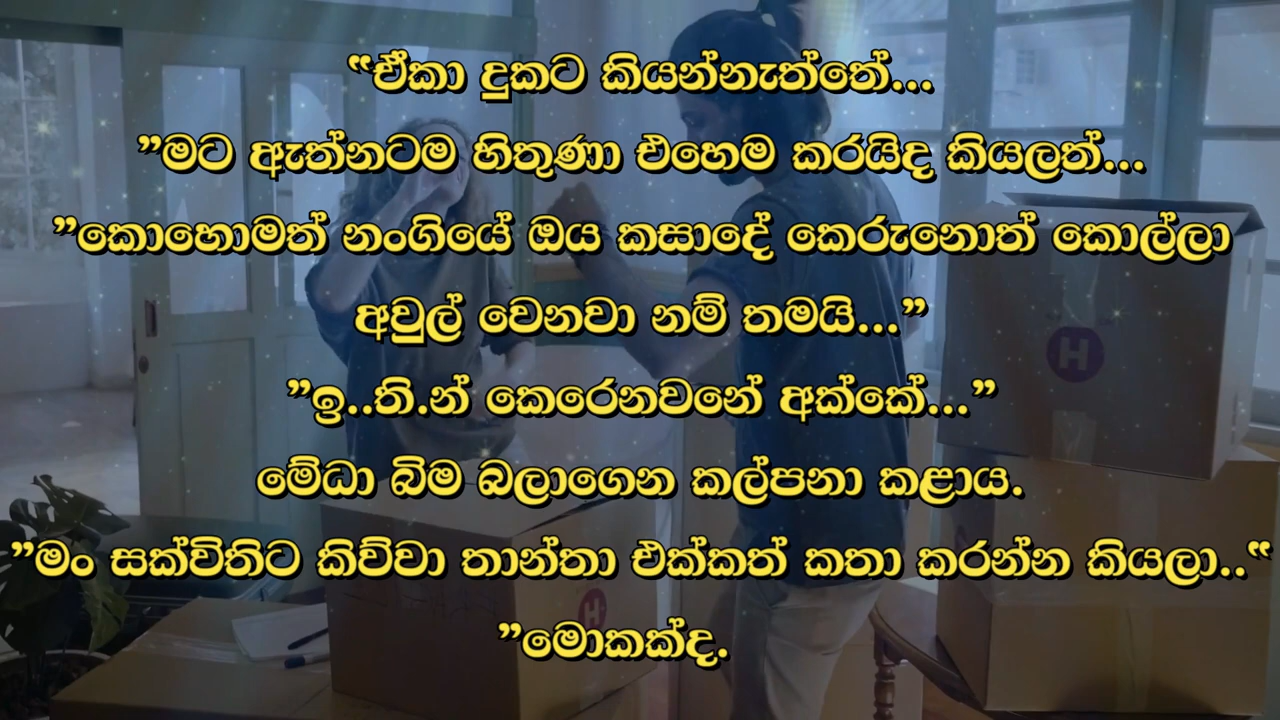 “ඒකා දුකට කියන්නැත්තේ...
”මට ඇත්නටම හිතුණා එහෙම කරයිද කියලත්...
”කොහොමත් නංගියේ ඔය කසාදේ කෙරුනොත් කොල්ලා
අවුල් වෙනවා නම් තමයි...”
”ඉ..ති.න් කෙරෙනවනේ අක්කේ...”
මේධා බිම බලාගෙන කල්පනා කළාය.
”මං සක්විතිට කිව්වා තාත්තා එක්කත් කතා කරන්න කියලා..“
”මොකක්ද.
H
H